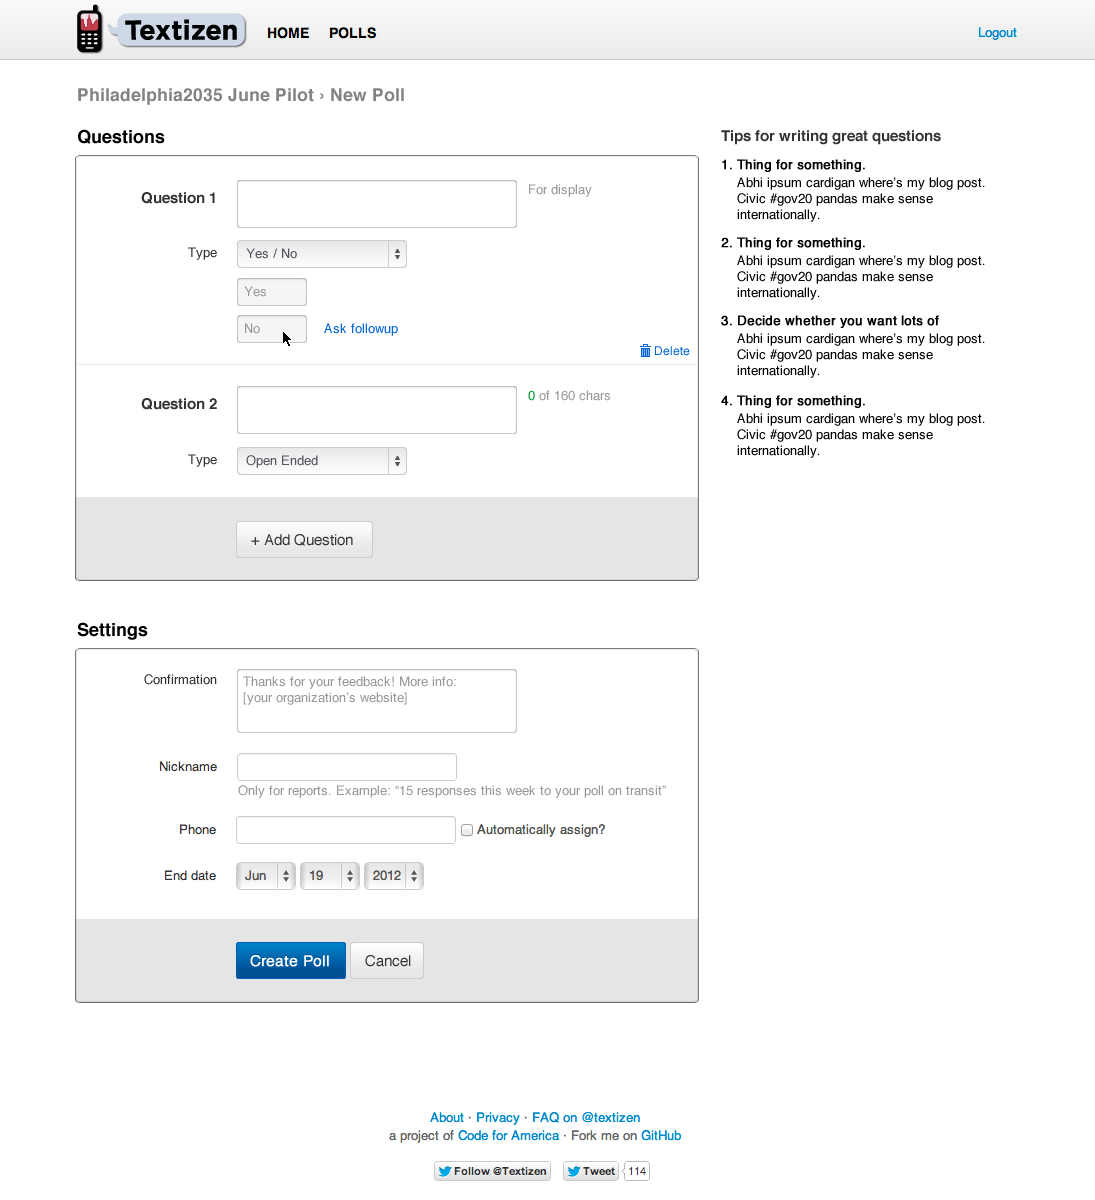 Textizen HOME POLLS Logout
Philadelphia2035 June Pilot › New Poll
Questions
Question 1
For display
Type
Yes / No
Yes
No
Ask followup
Delete
Question 2
0 of 160 chars
Type
Open Ended
+ Add Question
Tips for writing great questions
1. Thing for something.
Abhi ipsum cardigan where's my blog post.
Civic #gov20 pandas make sense
internationally.
2. Thing for something.
Abhi ipsum cardigan where's my blog post.
Civic #gov20 pandas make sense
internationally.
3. Decide whether you want lots of
Abhi ipsum cardigan where's my blog post.
Civic #gov20 pandas make sense
internationally.
4. Thing for something.
Abhi ipsum cardigan where's my blog post.
Civic #gov20 pandas make sense
internationally.
Settings
Confirmation
Thanks for your feedback! More info:
[your organization's website]
Nickname
Only for reports. Example: “15 responses this week to your poll on transit”
Phone
Automatically assign?
End date
Jun 19 2012
Create Poll Cancel
About · Privacy · FAQ on @textizen
a project of Code for America · Fork me on GitHub
Follow @Textizen Tweet 114